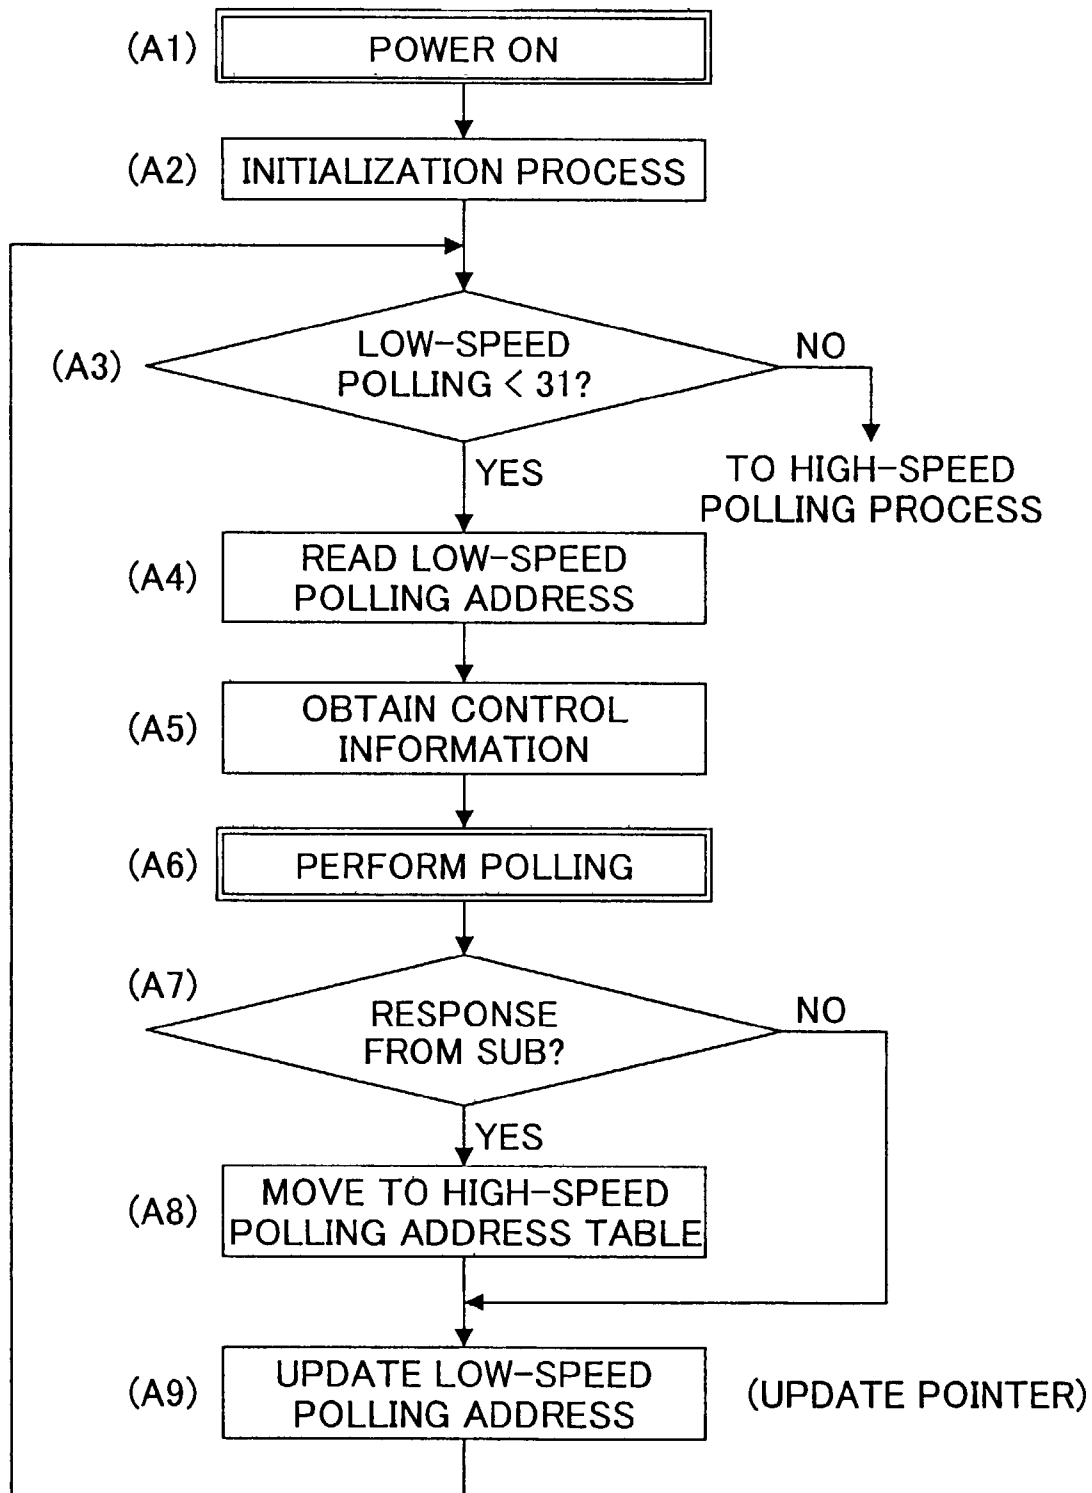 (A1) POWER ON
(A2) INITIALIZATION PROCESS
(A3) LOW-SPEED
POLLING < 31?
NO
YES
TO HIGH-SPEED
POLLING PROCESS
(A4) READ LOW-SPEED
POLLING ADDRESS
(A5) OBTAIN CONTROL
INFORMATION
(A6) PERFORM POLLING
(A7) RESPONSE
FROM SUB?
NO
YES
(A8) MOVE TO HIGH-SPEED
POLLING ADDRESS TABLE
(A9) UPDATE LOW-SPEED
POLLING ADDRESS
(UPDATE POINTER)